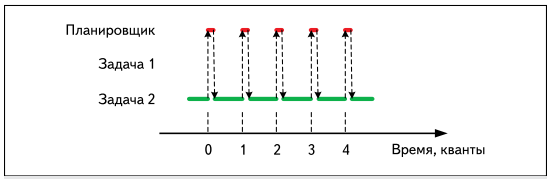 Планировщик
Задача 1
Задача 2
0 1 2 3 4 Время, кванты